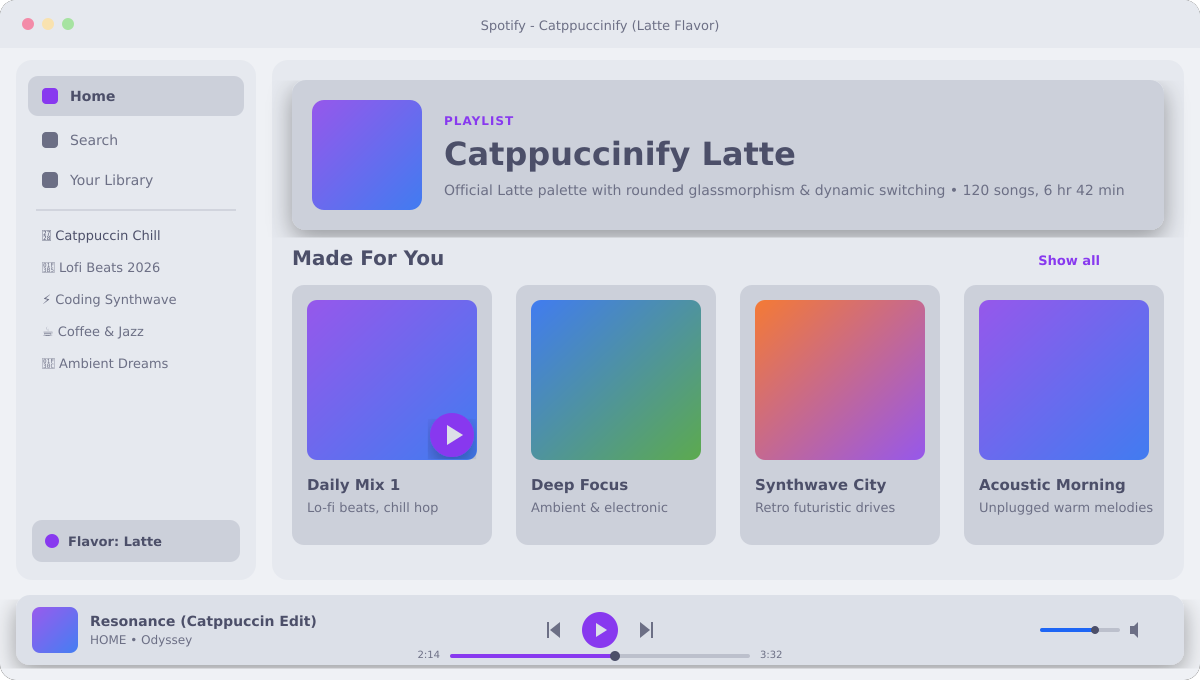 Spotify - Catppuccinify (Latte Flavor)
Home
Search
Your Library
Catppuccin Chill
Lofi Beats 2026
⚡ Coding Synthwave
☕ Coffee & Jazz
Ambient Dreams
Flavor: Latte
PLAYLIST
Catppuccinify Latte
Official Latte palette with rounded glassmorphism & dynamic switching • 120 songs, 6 hr 42 min
Made For You
Show all
Daily Mix 1
Lo-fi beats, chill hop
Deep Focus
Ambient & electronic
Synthwave City
Retro futuristic drives
Acoustic Morning
Unplugged warm melodies
Resonance (Catppuccin Edit)
HOME • Odyssey
2:14
3:32